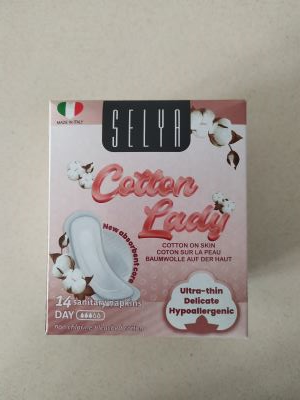 MADE IN ITALY
SELYA
Cotton
Lady
New absorbent core
COTTON ON SKIN
COTON SUR LA PEAU
BAUMWOLLE AUF DER HAUT
14 sanitary napkins
DAY
Ultra-thin
Delicate
Hypoallergenic